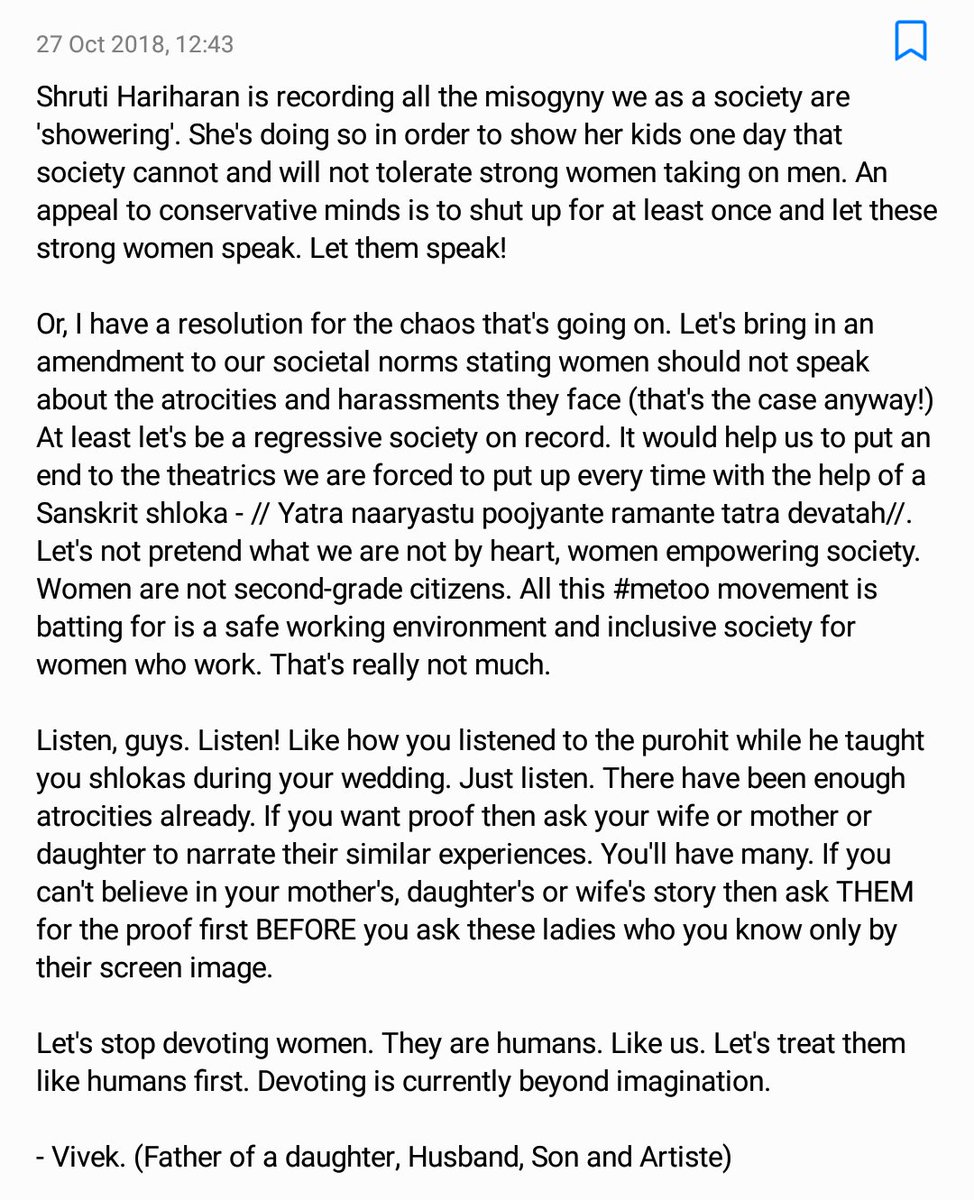 27 Oct 2018, 12:43
Shruti Hariharan is recording all the misogyny we as a society are
'showering'. She's doing so in order to show her kids one day that
society cannot and will not tolerate strong women taking on men. An
appeal to conservative minds is to shut up for at least once and let these
strong women speak. Let them speak!
Or, I have a resolution for the chaos that's going on. Let's bring in an
amendment to our societal norms stating women should not speak
about the atrocities and harassments they face (that's the case anyway!)
At least let's be a regressive society on record. It would help us to put an
end to the theatrics we are forced to put up every time with the help of a
Sanskrit shloka - // Yatra naaryastu poojyante ramante tatra devatah//.
Let's not pretend what we are not by heart, women empowering society.
Women are not second-grade citizens. All this #metoo movement is
batting for is a safe working environment and inclusive society for
women who work. That's really not much.
Listen, guys. Listen! Like how you listened to the purohit while he taught
you shlokas during your wedding. Just listen. There have been enough
atrocities already. If you want proof then ask your wife or mother or
daughter to narrate their similar experiences. You'll have many. If you
can't believe in your mother's, daughter's or wife's story then ask THEM
for the proof first BEFORE you ask these ladies who you know only by
their screen image.
Let's stop devoting women. They are humans. Like us. Let's treat them
like humans first. Devoting is currently beyond imagination.
- Vivek. (Father of a daughter, Husband, Son and Artiste)